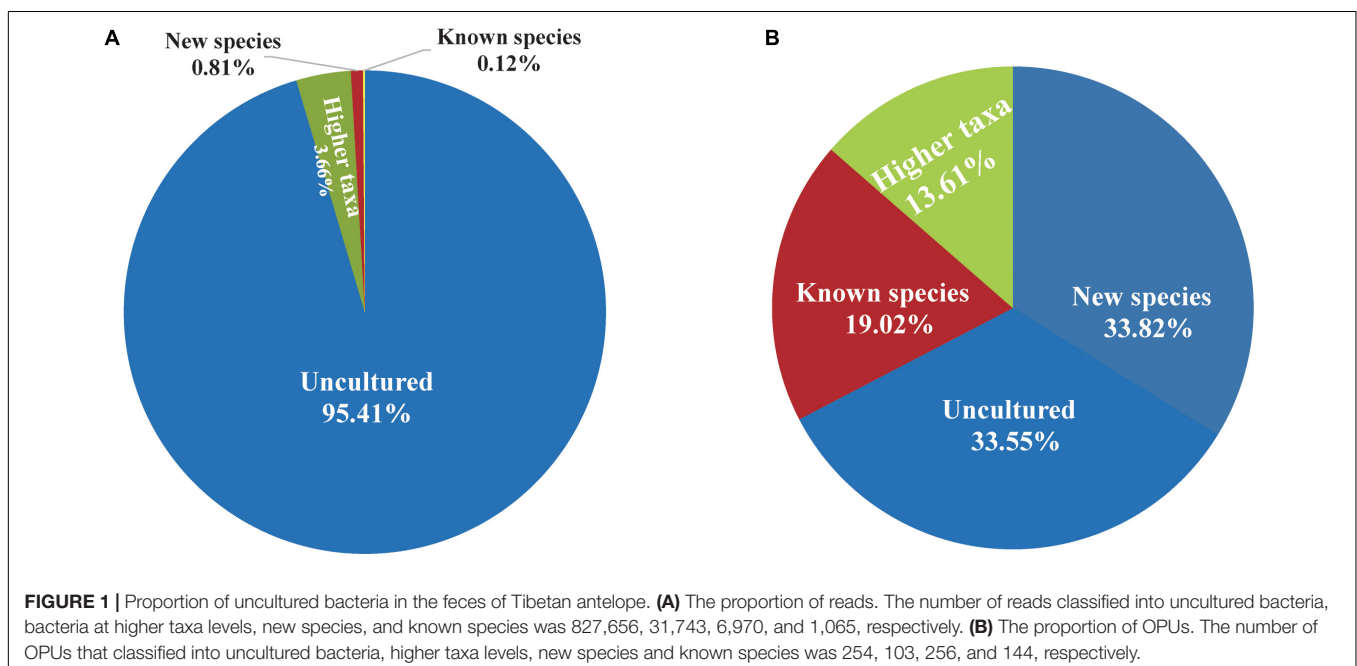 A
New species
0.81%
Known species
0.12%
Higher taxa
3.66%
Uncultured
95.41%
B
Higher taxa
13.61%
Known species
19.02%
New species
33.82%
Uncultured
33.55%
FIGURE 1 | Proportion of uncultured bacteria in the feces of Tibetan antelope. (A) The proportion of reads. The number of reads classified into uncultured bacteria,
bacteria at higher taxa levels, new species, and known species was 827,656, 31,743, 6,970, and 1,065, respectively. (B) The proportion of OPUs. The number of
OPUs that classified into uncultured bacteria, higher taxa levels, new species and known species was 254, 103, 256, and 144, respectively.